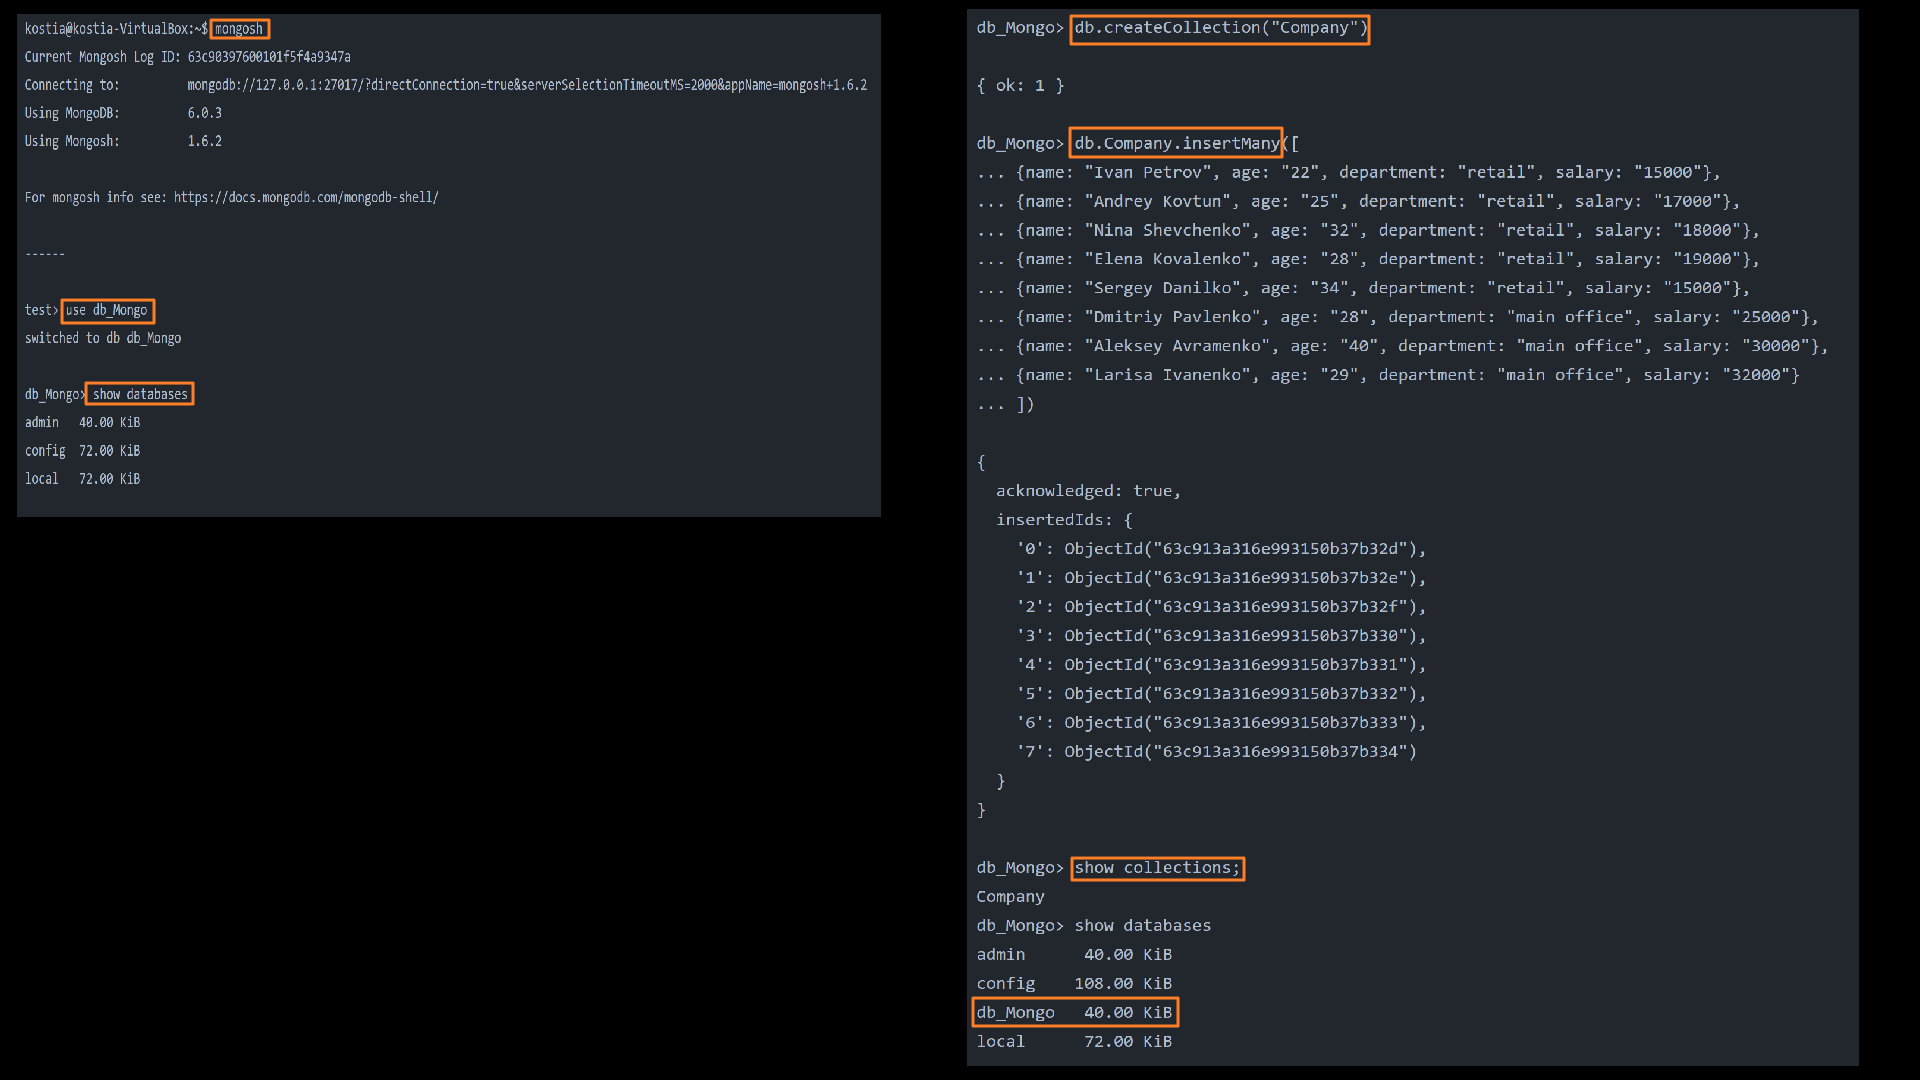 kostia@kostia-VirtualBox:~$ mongosh
Current Mongosh Log ID: 63c90397600101f5f4a9347a
Connecting to:          mongodb://127.0.0.1:27017/?directConnection=true&serverSelectionTimeoutMS=2000&appName=mongosh+1.6.2
Using MongoDB:          6.0.3
Using Mongosh:          1.6.2
For mongosh info see: https://docs.mongodb.com/mongodb-shell/
------
test> use db_Mongo
switched to db db_Mongo
db_Mongo> show databases
admin   40.00 KiB
config  72.00 KiB
local   72.00 KiB
db_Mongo> db.createCollection("Company")
{ ok: 1 }
db_Mongo> db.Company.insertMany([
... {name: "Ivan Petrov", age: "22", department: "retail", salary: "15000"},
... {name: "Andrey Kovtun", age: "25", department: "retail", salary: "17000"},
... {name: "Nina Shevchenko", age: "32", department: "retail", salary: "18000"},
... {name: "Elena Kovalenko", age: "28", department: "retail", salary: "19000"},
... {name: "Sergey Danilko", age: "34", department: "retail", salary: "15000"},
... {name: "Dmitriy Pavlenko", age: "28", department: "main office", salary: "25000"},
... {name: "Aleksey Avramenko", age: "40", department: "main office", salary: "30000"},
... {name: "Larisa Ivanenko", age: "29", department: "main office", salary: "32000"}
... ])
{
  acknowledged: true,
  insertedIds: {
    '0': ObjectId("63c913a316e993150b37b32d"),
    '1': ObjectId("63c913a316e993150b37b32e"),
    '2': ObjectId("63c913a316e993150b37b32f"),
    '3': ObjectId("63c913a316e993150b37b330"),
    '4': ObjectId("63c913a316e993150b37b331"),
    '5': ObjectId("63c913a316e993150b37b332"),
    '6': ObjectId("63c913a316e993150b37b333"),
    '7': ObjectId("63c913a316e993150b37b334")
  }
}
db_Mongo> show collections;
Company
db_Mongo> show databases
admin      40.00 KiB
config    108.00 KiB
db_Mongo   40.00 KiB
local      72.00 KiB